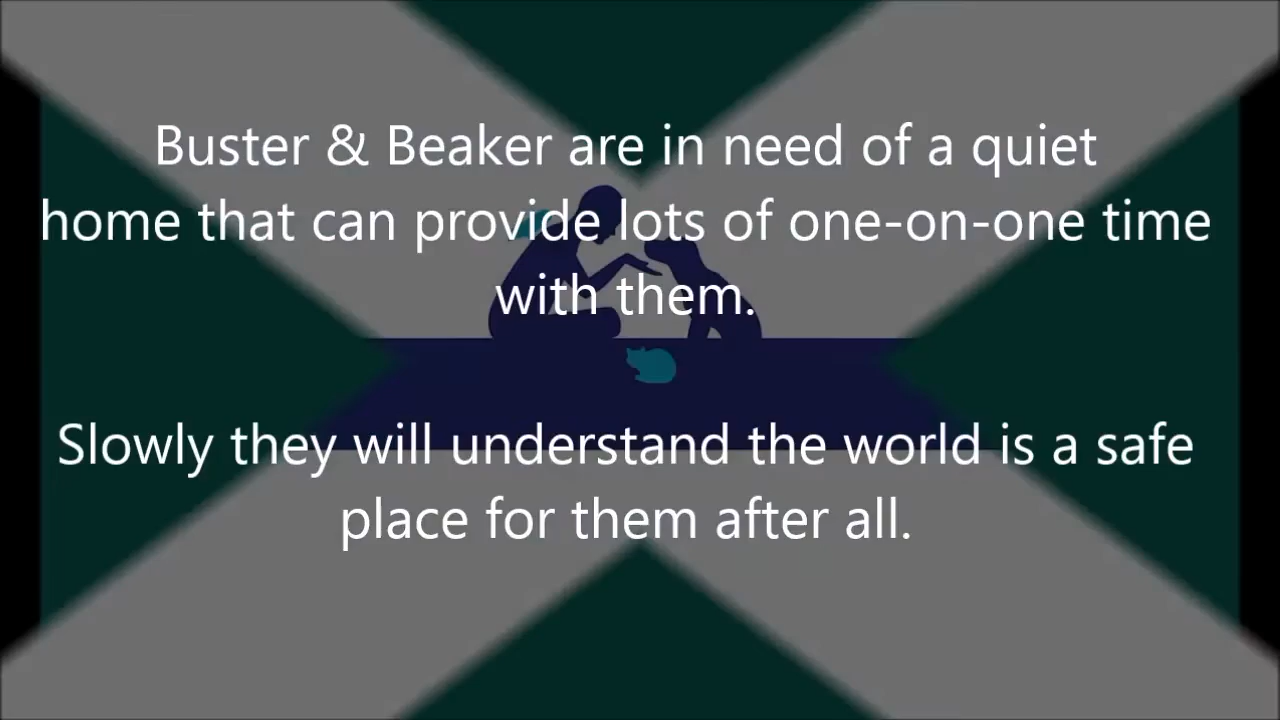 Buster & Beaker are in need of a quiet
home that can provide lots of one-on-one time
with them.
Slowly they will understand the world is a safe
place for them after all.